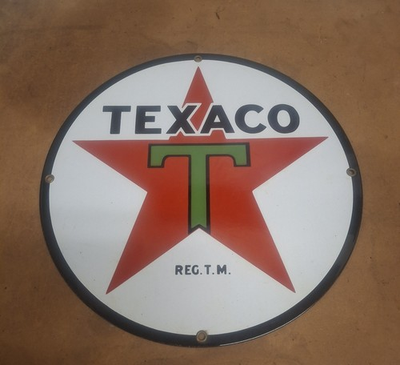 TEXACO
T
REG. T. M.